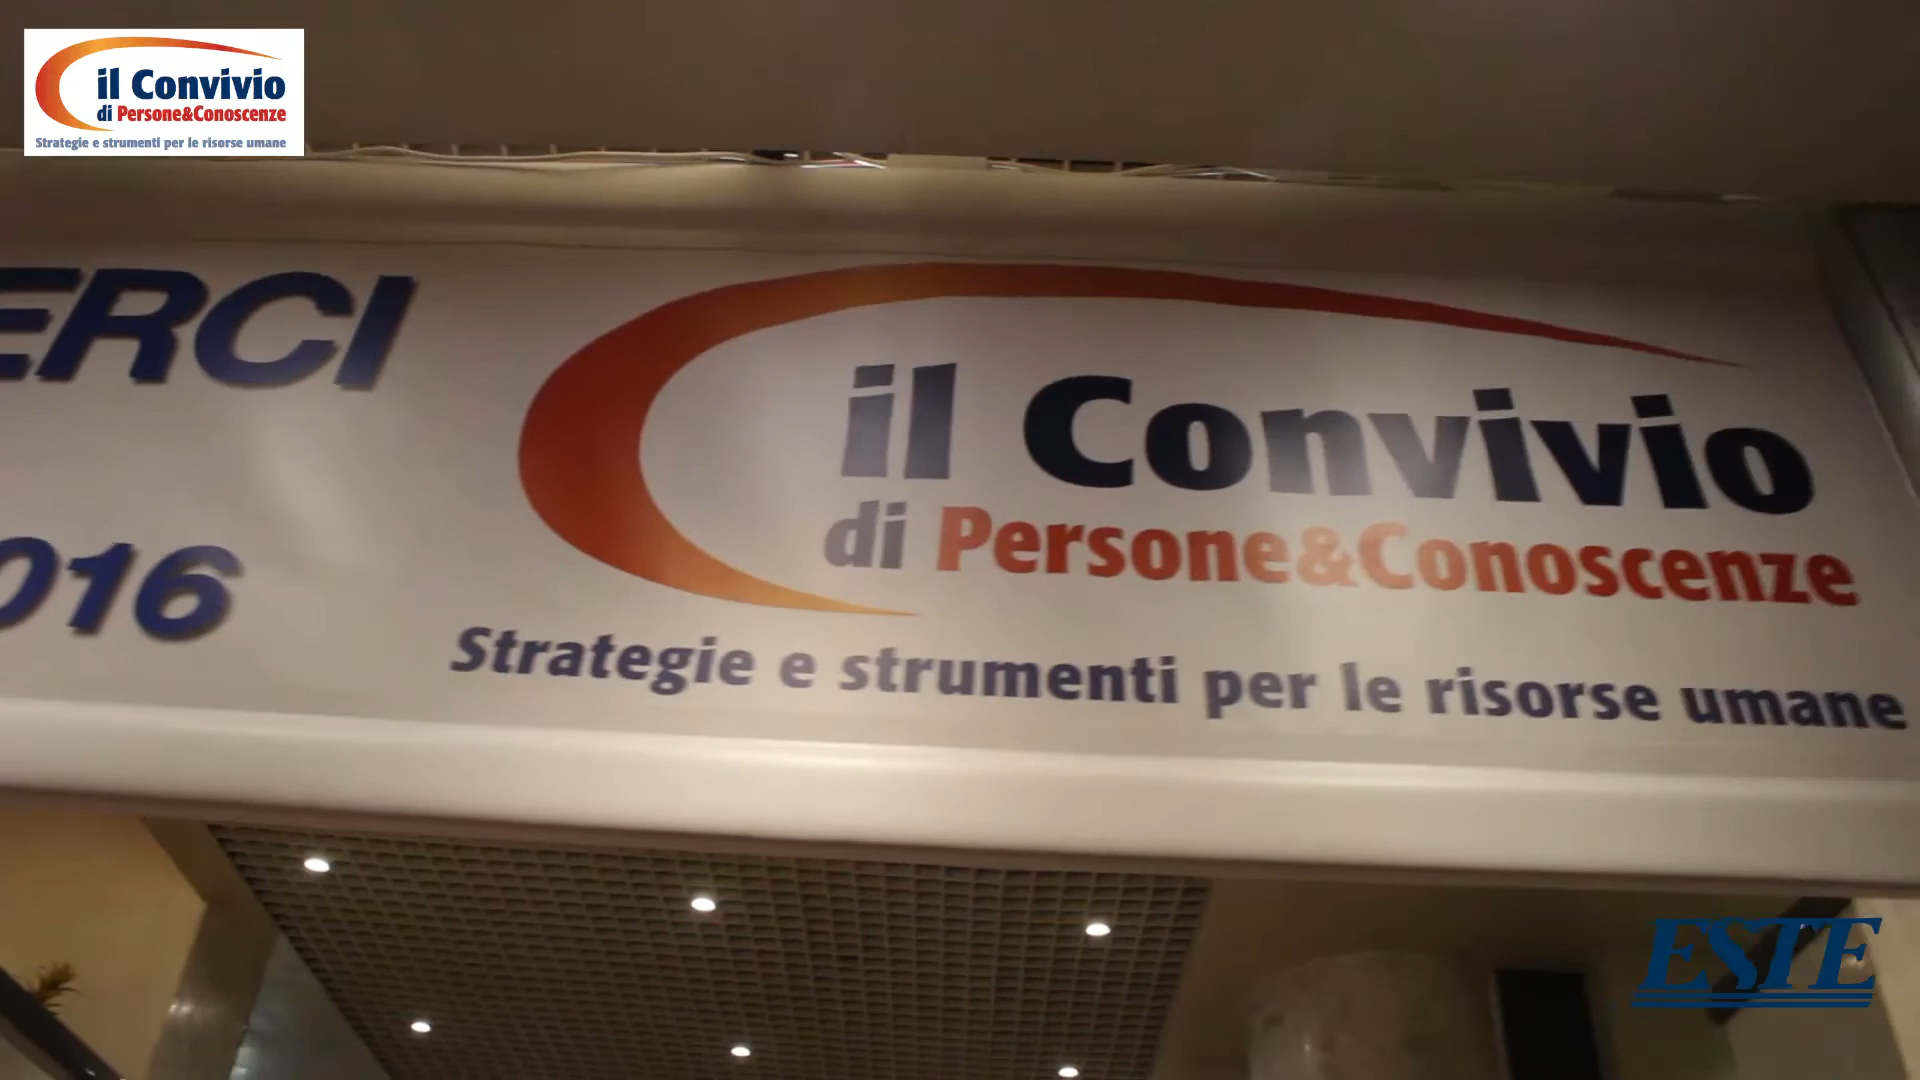 il Convivio
di Persone&Conoscenze
Strategie e strumenti per le risorse umane
ERCI
016
il Convivio
di Persone&Conoscenze
Strategie e strumenti per le risorse umane
ESTE